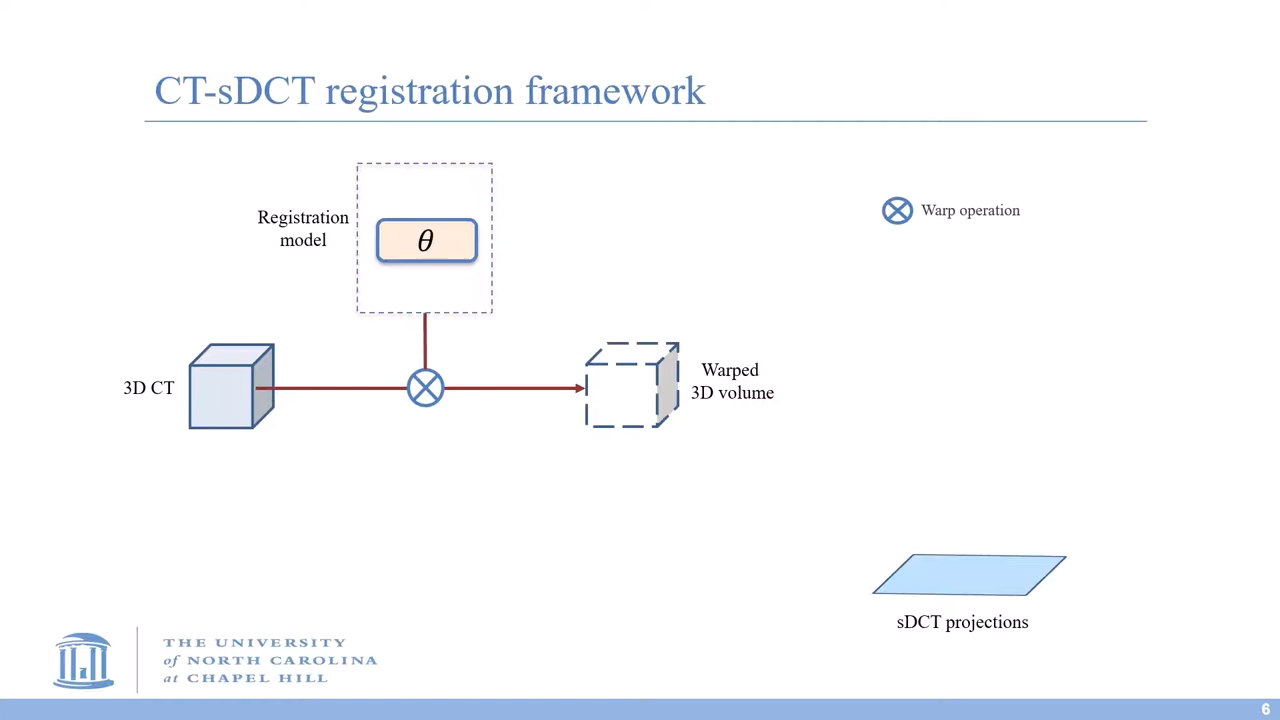 CT-sDCT registration framework
Registration
model
θ
Warp operation
3D CT
Warped
3D volume
sDCT projections
THE UNIVERSITY
of NORTH CAROLINA
at CHAPEL HILL
6